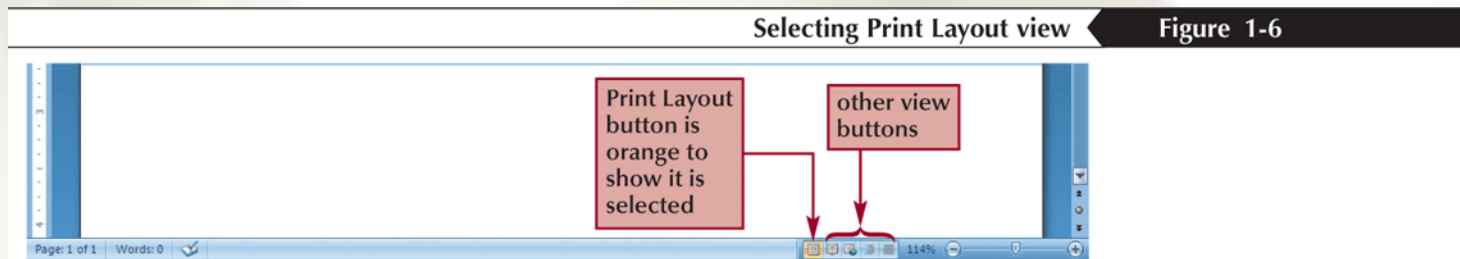 Selecting Print Layout view
Figure 1-6
Print Layout
button is
orange to
show it is
selected
other view
buttons
Page: 1 of 1
Words: 0
114%